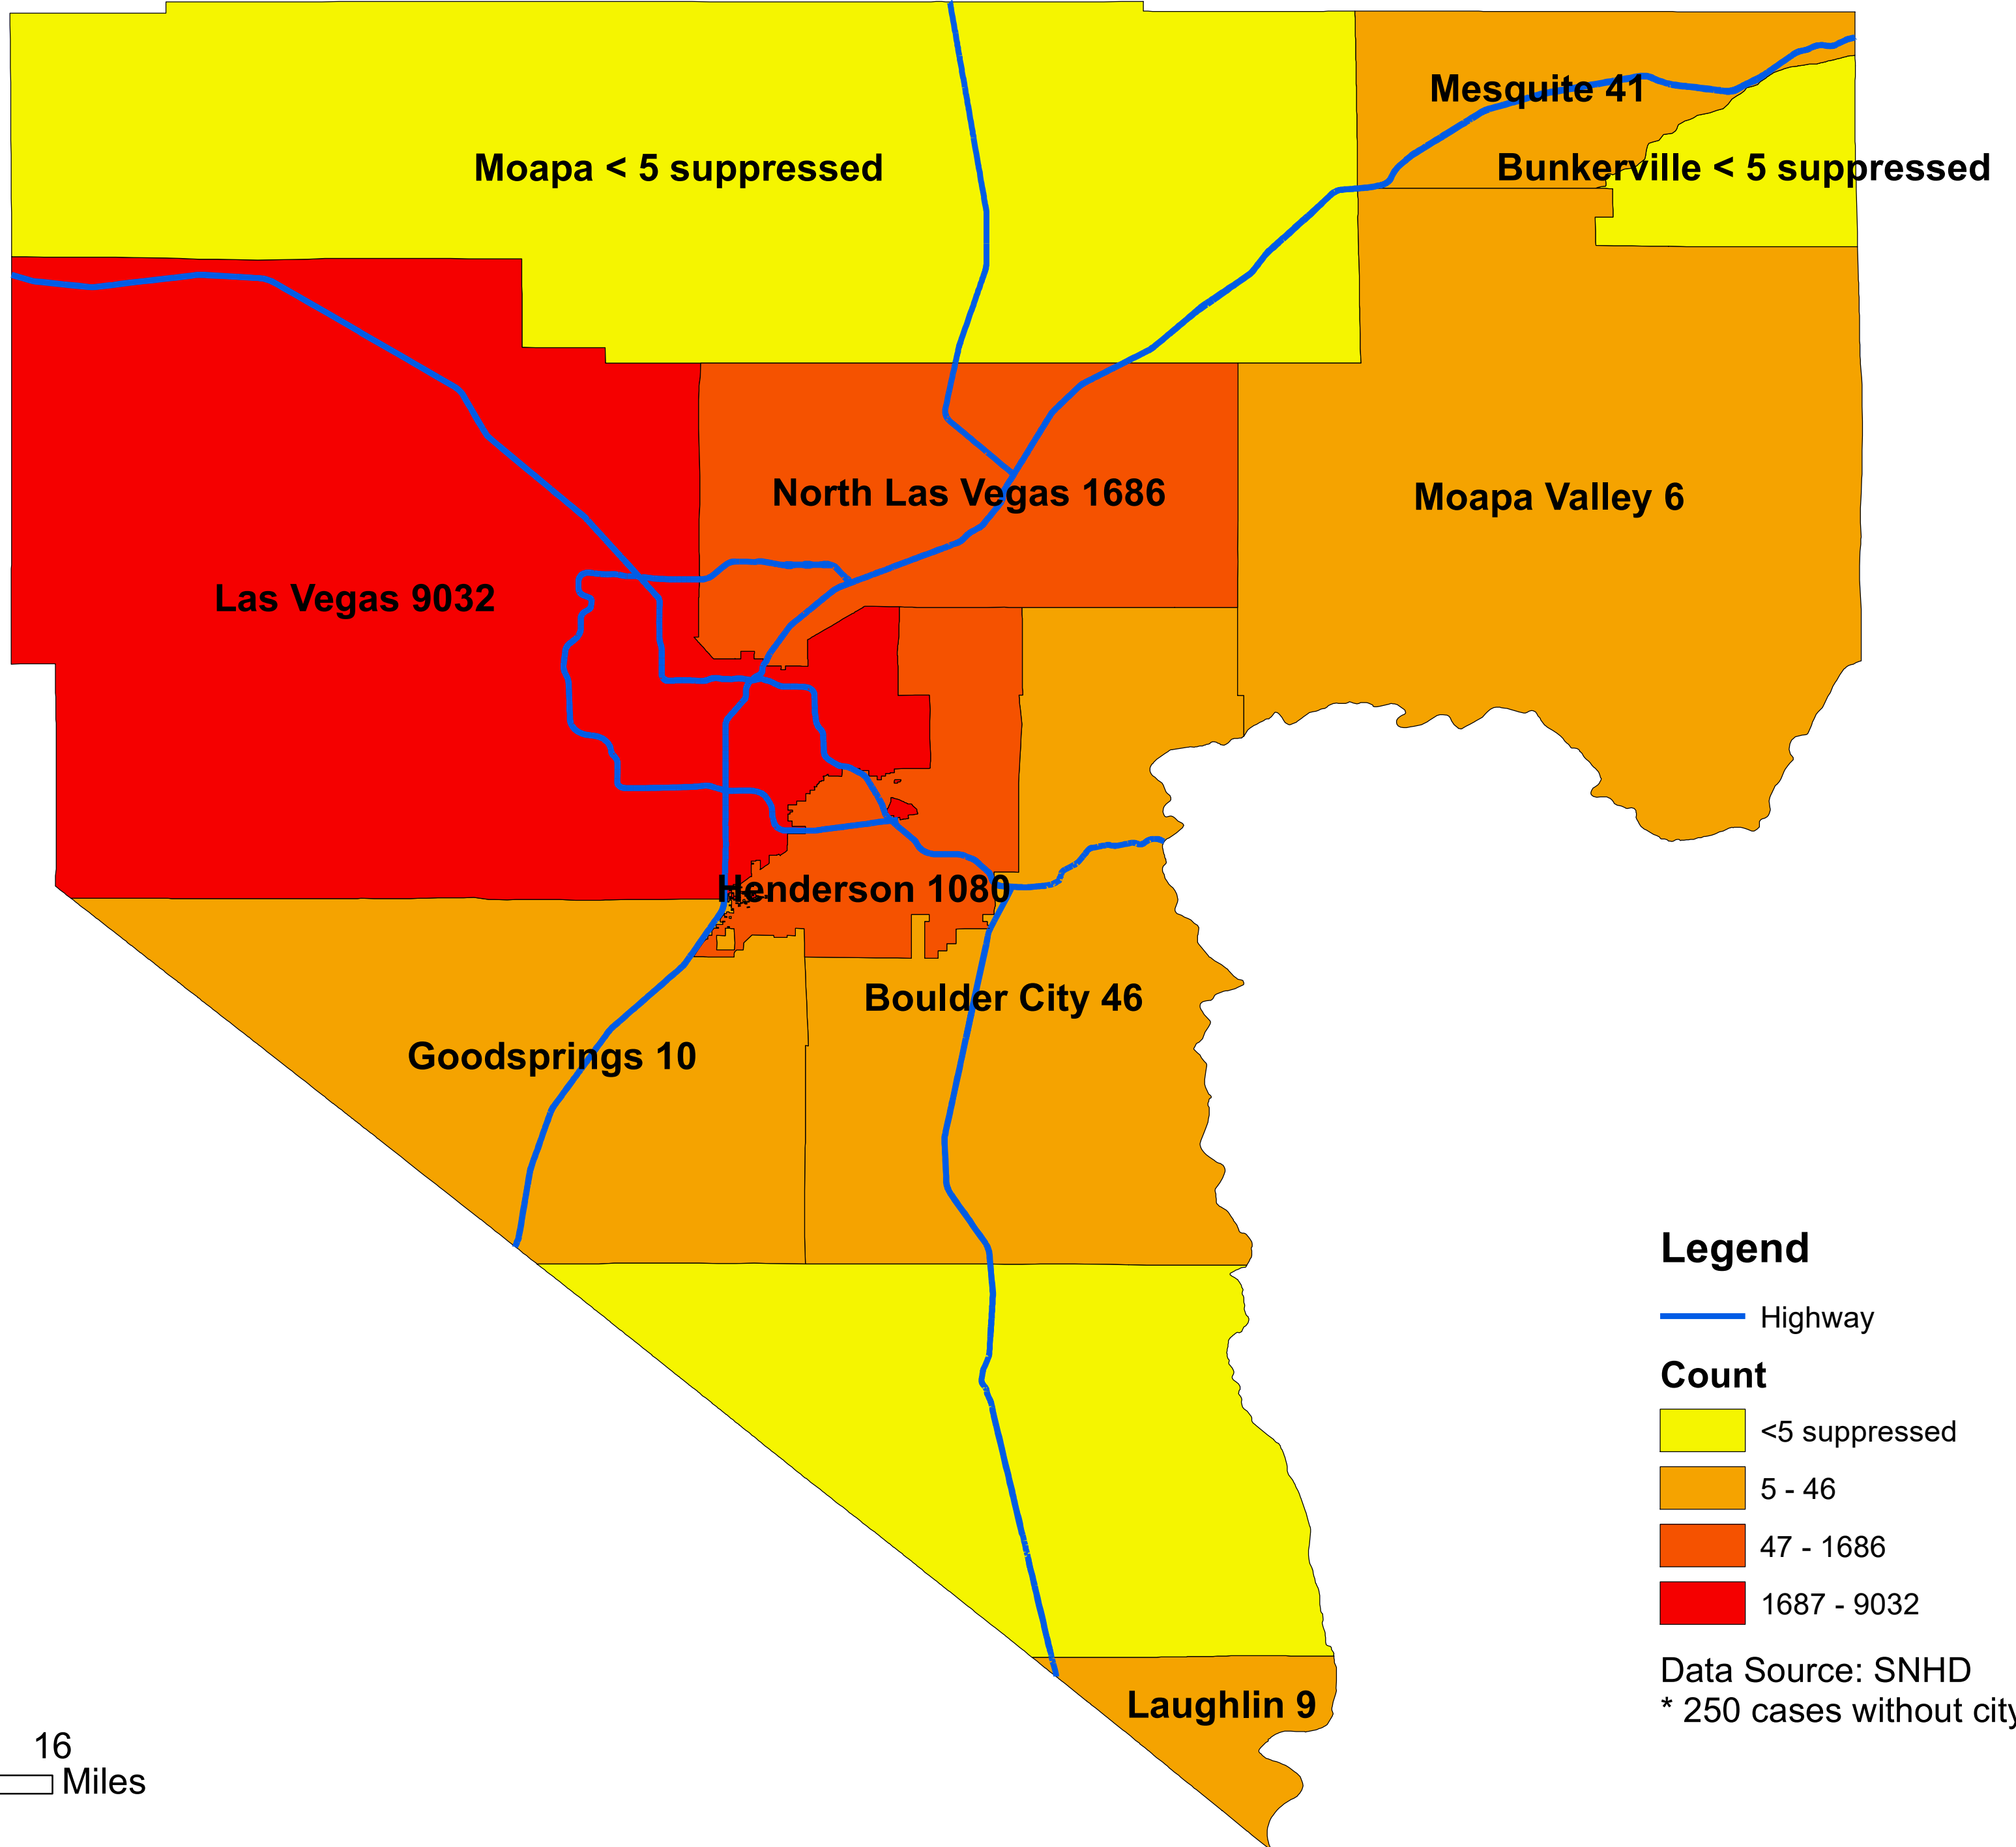 Mesquite 41
Moapa < 5 suppressed
Bunkerville < 5 suppressed
North Las Vegas 1686
Moapa Valley 6
Las Vegas 9032
Henderson 1080
Boulder City 46
Goodsprings 10
Legend
Highway
Count
<5 suppressed
5 - 46
47 - 1686
1687 - 9032
Data Source: SNHD
* 250 cases without city
Laughlin 9
16
Miles